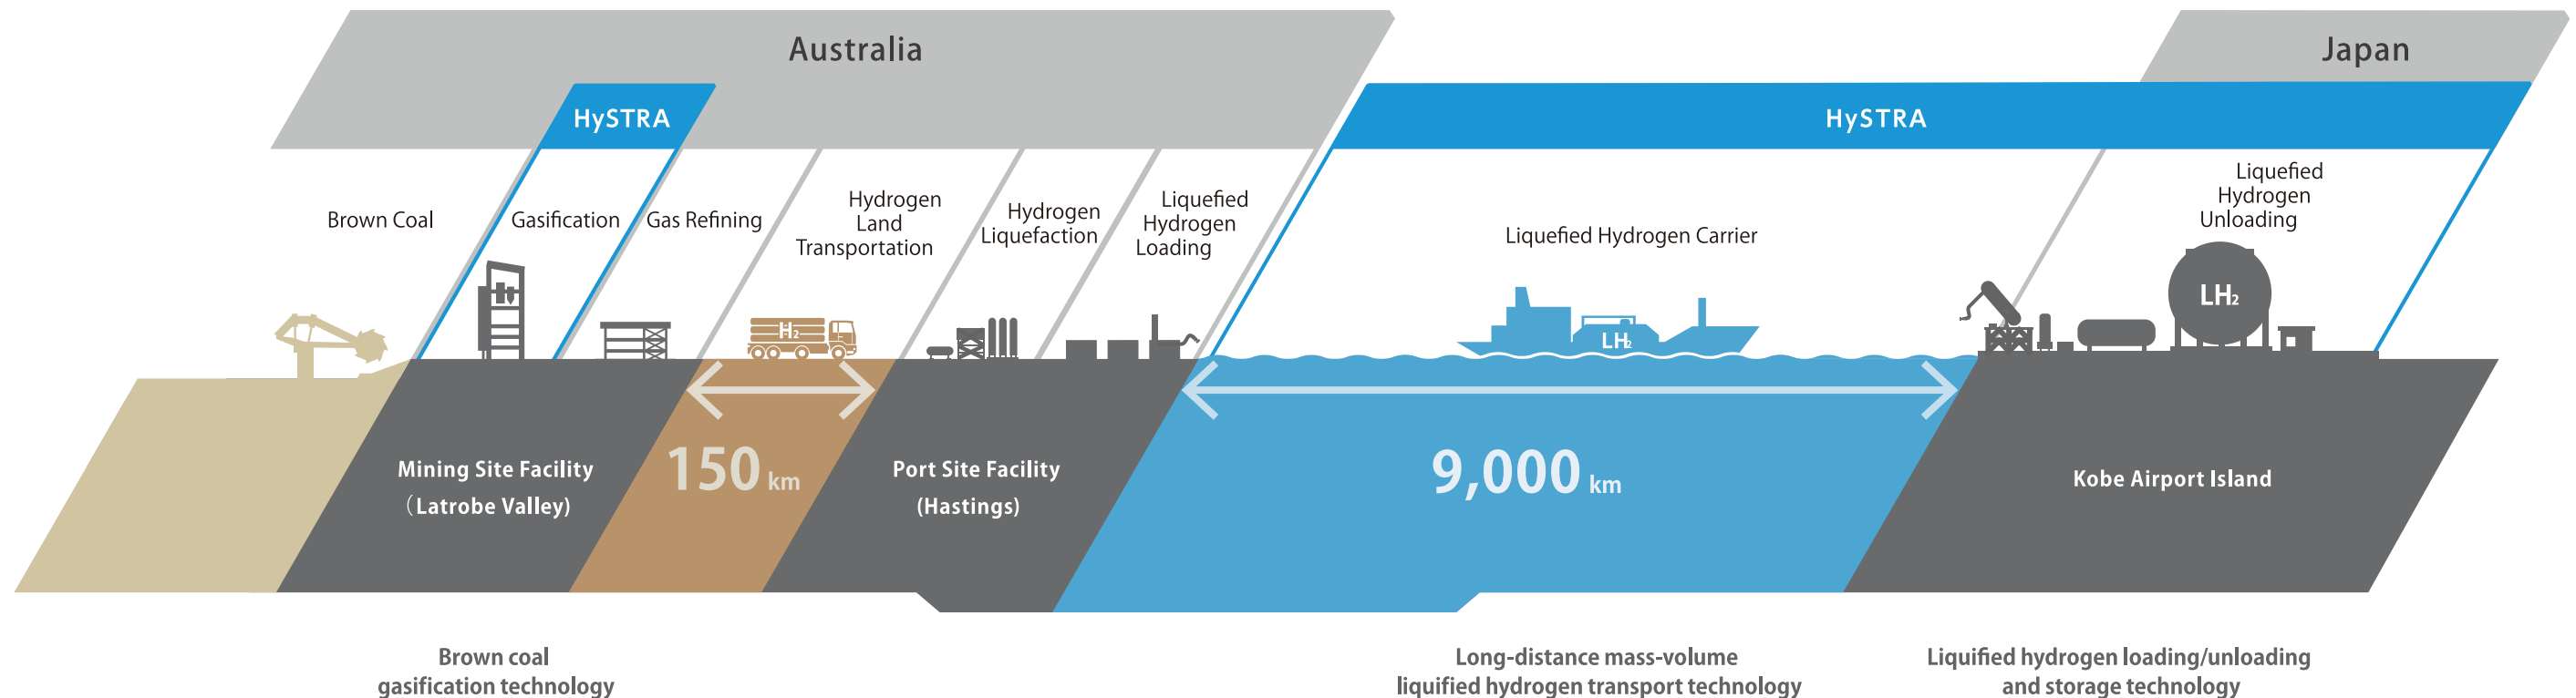 Australia
Japan
HySTRA
HySTRA
Brown Coal
Gasification
Gas Refining
Hydrogen
Land
Transportation
Hydrogen
Liquefaction
Liquefied
Hydrogen
Loading
Liquefied Hydrogen Carrier
Liquefied
Hydrogen
Unloading
H₂
LH₂
LH₂
Mining Site Facility
（Latrobe Valley)
150 km
Port Site Facility
(Hastings)
9,000 km
Kobe Airport Island
Brown coal
gasification technology
Long-distance mass-volume
liquified hydrogen transport technology
Liquified hydrogen loading/unloading
and storage technology